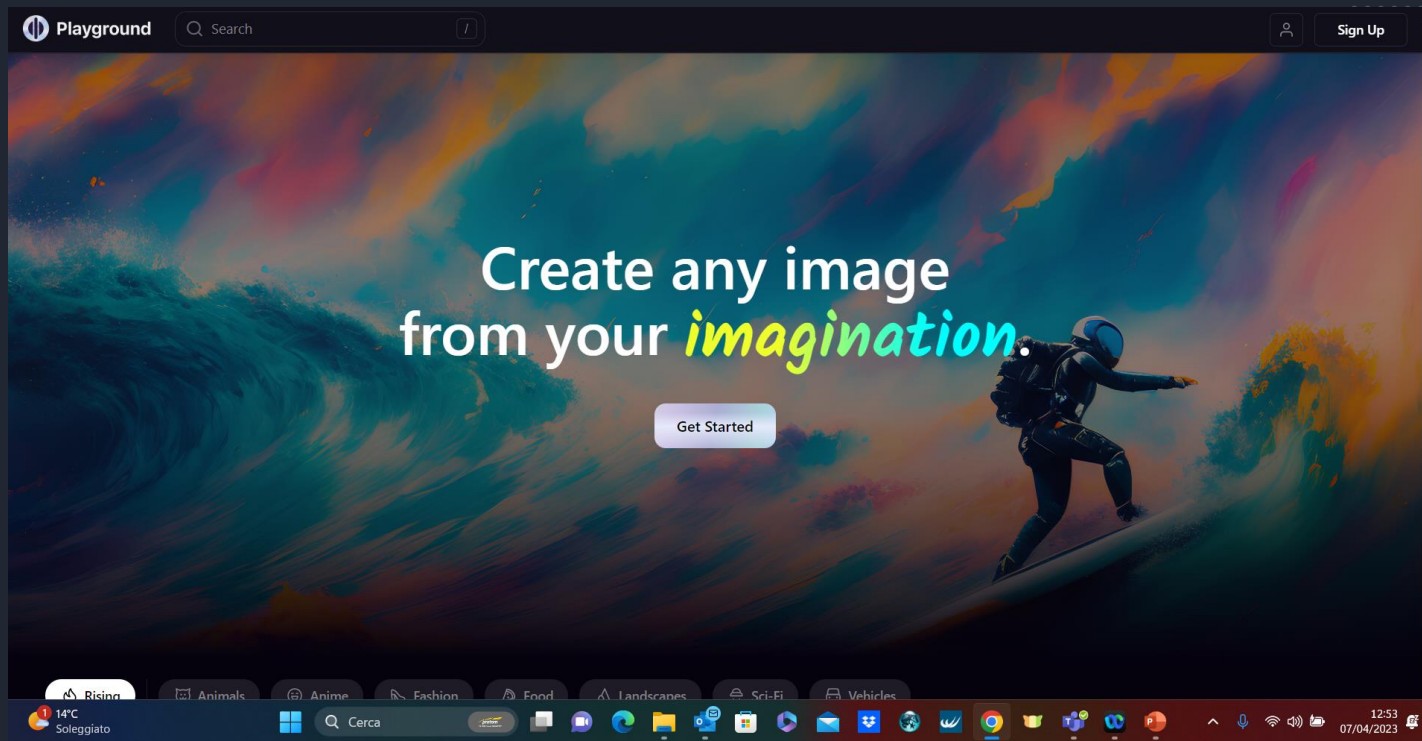 Playground
Search
/
Sign Up
Create any image
from your imagination.
Get Started
Rising
Animals
Anime
Fashion
Food
Landscapes
Sci-Fi
Vehicles
1
14°C
Soleggiato
Cerca
12:53
07/04/2023